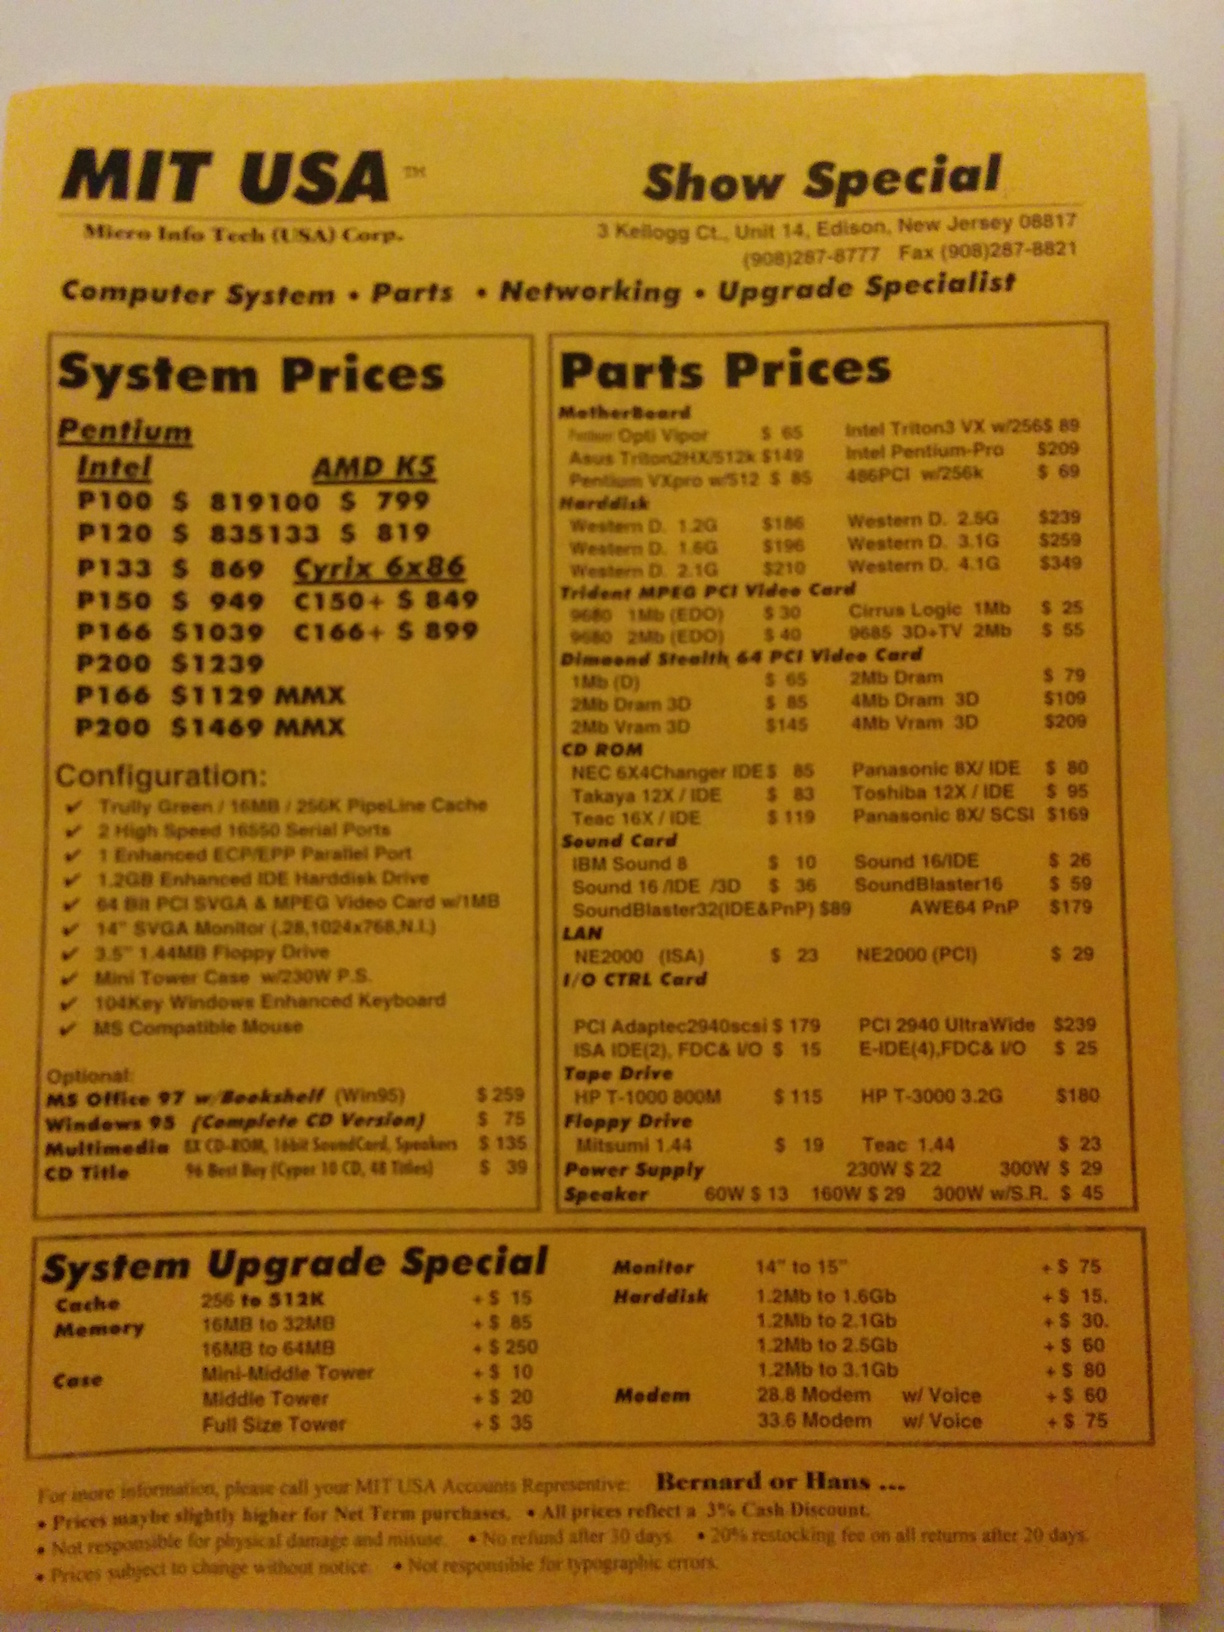 MIT USA ™
Show Special
Micro Info Tech (USA) Corp.
3 Kellogg Ct., Unit 14, Edison, New Jersey 08817
(908)287-8777 Fax (908)287-8821
Computer System • Parts • Networking • Upgrade Specialist
System Prices
Pentium
Intel AMD K5
P100 $ 819 100 $ 799
P120 $ 835 133 $ 819
P133 $ 869 Cyrix 6x86
P150 $ 949 C150+ $ 849
P166 $1039 C166+ $ 899
P200 $1239
P166 $1129 MMX
P200 $1469 MMX
Configuration:
✓ Trully Green / 16MB / 256K PipeLine Cache
✓ 2 High Speed 16550 Serial Ports
✓ 1 Enhanced ECP/EPP Parallel Port
✓ 1.2GB Enhanced IDE Harddisk Drive
✓ 64 Bit PCI SVGA & MPEG Video Card w/1MB
✓ 14" SVGA Monitor (.28,1024x768,N.I.)
✓ 3.5" 1.44MB Floppy Drive
✓ Mini Tower Case w/230W P.S.
✓ 104Key Windows Enhanced Keyboard
✓ MS Compatible Mouse
Optional:
MS Office 97 w/Bookshelf (Win95) $ 259
Windows 95 (Complete CD Version) $ 75
Multimedia 8X CD-ROM, 16bit SoundCard, Speakers $ 135
CD Title 96 Best Buy (Cyper 10 CD, 48 Titles) $ 39
Parts Prices
MotherBoard
Pentium Opti Vipor $ 65 Intel Triton3 VX w/256$ 89
Asus Triton2HX/512k $149 Intel Pentium-Pro $209
Pentium VXpro w/512 $ 85 486PCI w/256k $ 69
Harddisk
Western D. 1.2G $186 Western D. 2.5G $239
Western D. 1.6G $196 Western D. 3.1G $259
Western D. 2.1G $210 Western D. 4.1G $349
Trident MPEG PCI Video Card
9680 1Mb (EDO) $ 30 Cirrus Logic 1Mb $ 25
9680 2Mb (EDO) $ 40 9685 3D+TV 2Mb $ 55
Dimaond Stealth 64 PCI Video Card
1Mb (D) $ 65 2Mb Dram $ 79
2Mb Dram 3D $ 85 4Mb Dram 3D $109
2Mb Vram 3D $145 4Mb Vram 3D $209
CD ROM
NEC 6X4Changer IDE $ 85 Panasonic 8X/ IDE $ 80
Takaya 12X / IDE $ 83 Toshiba 12X / IDE $ 95
Teac 16X / IDE $ 119 Panasonic 8X/ SCSI $169
Sound Card
IBM Sound 8 $ 10 Sound 16/IDE $ 26
Sound 16 /IDE /3D $ 36 SoundBlaster16 $ 59
SoundBlaster32(IDE&PnP) $89 AWE64 PnP $179
LAN
NE2000 (ISA) $ 23 NE2000 (PCI) $ 29
I/O CTRL Card
PCI Adaptec2940scsi $ 179 PCI 2940 UltraWide $239
ISA IDE(2), FDC& I/O $ 15 E-IDE(4),FDC& I/O $ 25
Tape Drive
HP T-1000 800M $ 115 HP T-3000 3.2G $180
Floppy Drive
Mitsumi 1.44 $ 19 Teac 1.44 $ 23
Power Supply 230W $ 22 300W $ 29
Speaker 60W $ 13 160W $ 29 300W w/S.R. $ 45
System Upgrade Special
Cache 256 to 512K + $ 15
Memory 16MB to 32MB + $ 85
16MB to 64MB + $ 250
Case Mini-Middle Tower + $ 10
Middle Tower + $ 20
Full Size Tower + $ 35
Monitor 14" to 15" + $ 75
Harddisk 1.2Mb to 1.6Gb + $ 15.
1.2Mb to 2.1Gb + $ 30.
1.2Mb to 2.5Gb + $ 60
1.2Mb to 3.1Gb + $ 80
Modem 28.8 Modem w/ Voice + $ 60
33.6 Modem w/ Voice + $ 75
For more information, please call your MIT USA Accounts Representive: Bernard or Hans ...
• Prices maybe slightly higher for Net Term purchases. • All prices reflect a 3% Cash Discount.
• Not responsible for physical damage and misuse. • No refund after 30 days. • 20% restocking fee on all returns after 20 days.
• Prices subject to change without notice. • Not responsible for typographic errors.